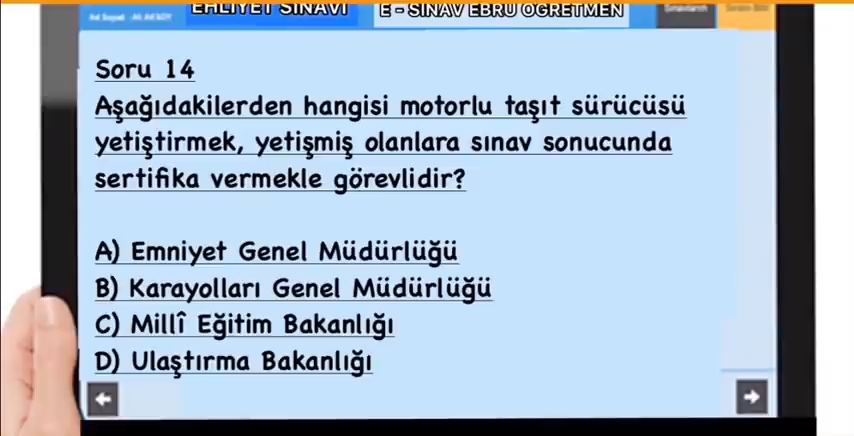 EHLİYET SINAVI
E - SINAV EBRU ÖĞRETMEN
Soru 14
Aşağıdakilerden hangisi motorlu taşıt sürücüsü
yetiştirmek, yetişmiş olanlara sınav sonucunda
sertifika vermekle görevlidir?
A) Emniyet Genel Müdürlüğü
B) Karayolları Genel Müdürlüğü
C) Millî Eğitim Bakanlığı
D) Ulaştırma Bakanlığı